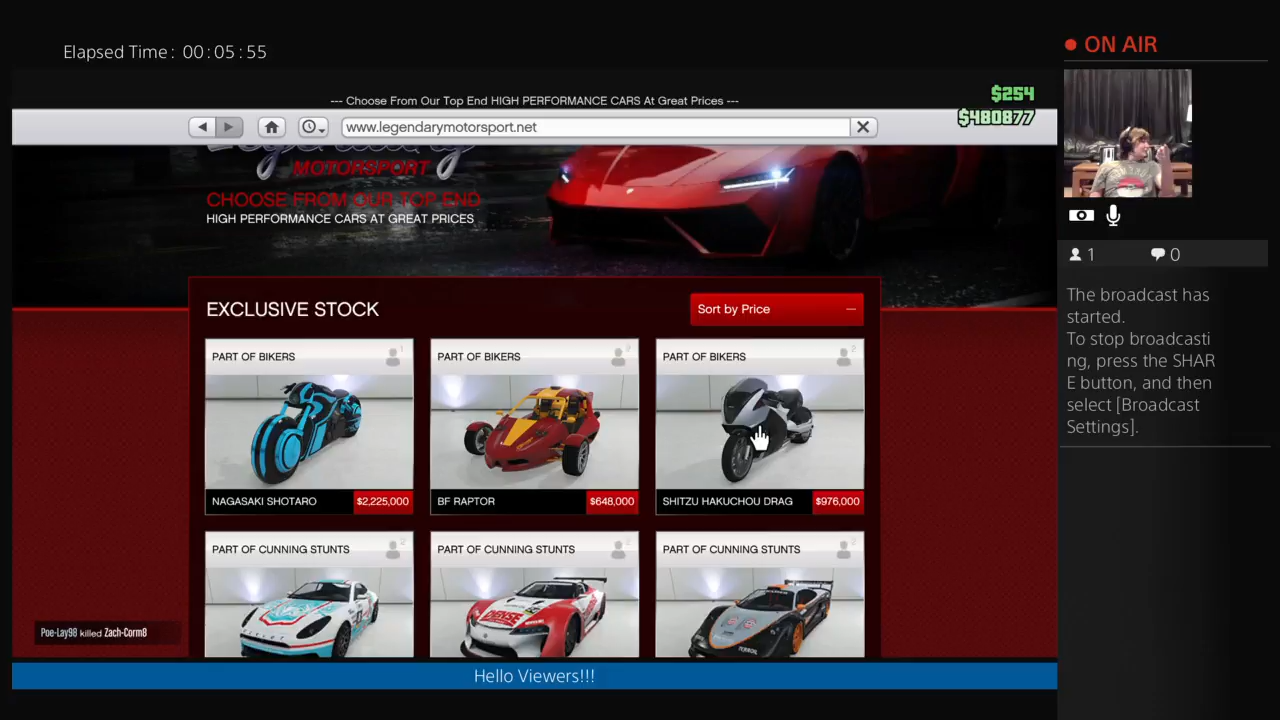 Elapsed Time: 00:05:55
ON AIR
--- Choose From Our Top End HIGH PERFORMANCE CARS At Great Prices ---
$254
$480877
www.legendarymotorsport.net
MOTORSPORT
CHOOSE FROM OUR TOP END
HIGH PERFORMANCE CARS AT GREAT PRICES
1 0
The broadcast has
started.
To stop broadcasti
ng, press the SHAR
E button, and then
select [Broadcast
Settings].
EXCLUSIVE STOCK
Sort by Price
PART OF BIKERS
PART OF BIKERS
PART OF BIKERS
NAGASAKI SHOTARO $2,225,000
BF RAPTOR $648,000
SHITZU HAKUCHOU DRAG $976,000
PART OF CUNNING STUNTS
PART OF CUNNING STUNTS
PART OF CUNNING STUNTS
Poe-Lay98 killed Zach-Corm8
Hello Viewers!!!